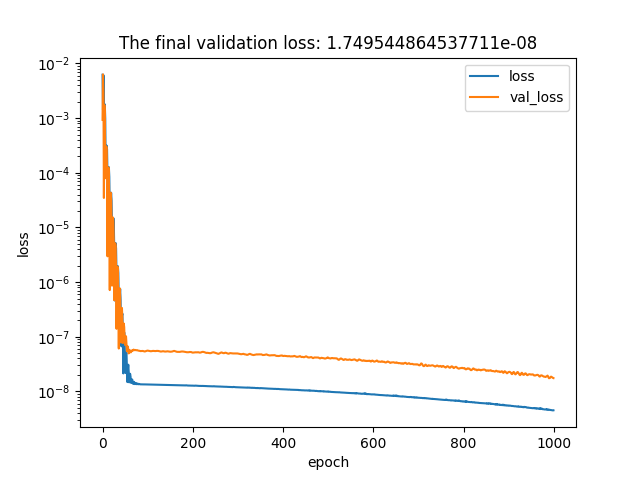 The final validation loss: 1.749544864537711e-08
loss
val_loss
10⁻²
10⁻³
10⁻⁴
10⁻⁵
10⁻⁶
10⁻⁷
10⁻⁸
loss
0 200 400 600 800 1000
epoch